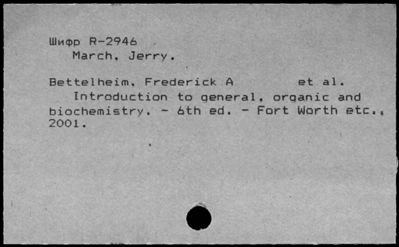 Шифр R-2946
March, Jerry.
Bettelheim, Frederick A et al.
Introduction to general, organic and
biochemistry. - 6th ed. - Fort Worth etc.,
2001.